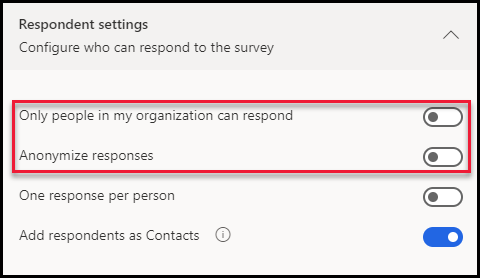 Respondent settings
Configure who can respond to the survey
Only people in my organization can respond
Anonymize responses
One response per person
Add respondents as Contacts